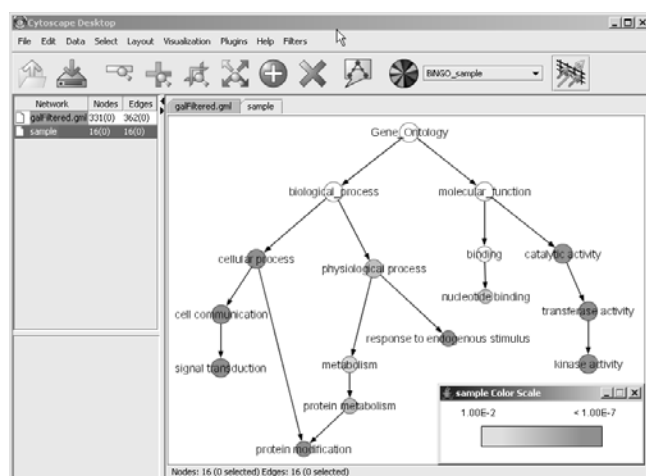 Cytoscape Desktop
File Edit Data Select Layout Visualization Plugins Help Filters
BiNGO_sample
Network Nodes Edges
galFiltered.gml 331(0) 362(0)
sample 16(0) 16(0)
galFiltered.gml sample
Gene_Ontology
biological_process molecular_function
cellular process physiological process binding catalytic activity
nucleotide binding
cell communication transferase activity
response to endogenous stimulus
signal transduction metabolism kinase activity
protein metabolism
protein modification
sample Color Scale
1.00E-2 < 1.00E-7
Nodes: 16 (0 selected) Edges: 16 (0 selected)